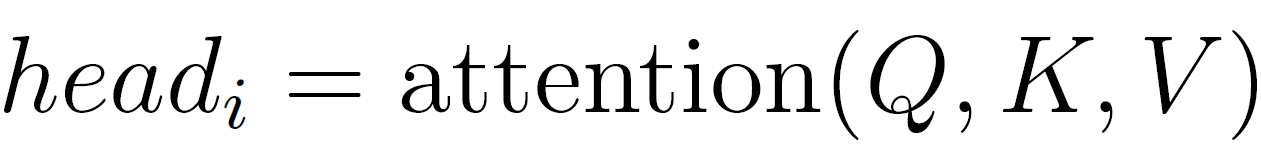 head_i = attention(Q, K, V)